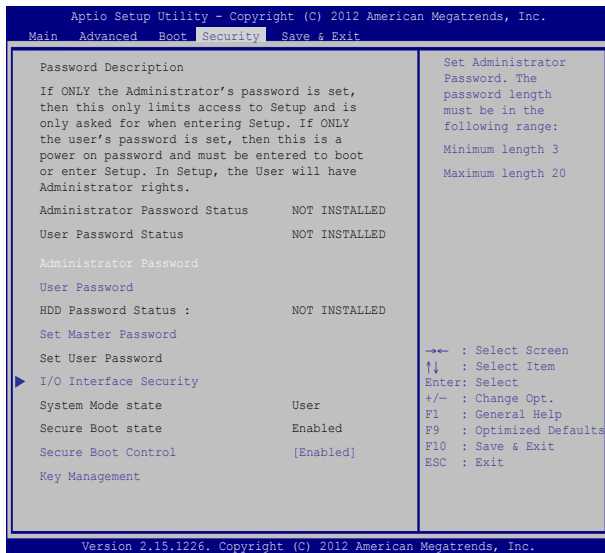 Aptio Setup Utility - Copyright (C) 2012 American Megatrends, Inc.
Main Advanced Boot Security Save & Exit
Password Description
If ONLY the Administrator's password is set,
then this only limits access to Setup and is
only asked for when entering Setup. If ONLY
the user's password is set, then this is a
power on password and must be entered to boot
or enter Setup. In Setup, the User will have
Administrator rights.
Administrator Password Status NOT INSTALLED
User Password Status NOT INSTALLED
Administrator Password
User Password
HDD Password Status : NOT INSTALLED
Set Master Password
Set User Password
I/O Interface Security
System Mode state User
Secure Boot state Enabled
Secure Boot Control [Enabled]
Key Management
Set Administrator
Password. The
password length
must be in the
following range:
Minimum length 3
Maximum length 20
→← : Select Screen
↑↓ : Select Item
Enter: Select
+/— : Change Opt.
F1 : General Help
F9 : Optimized Defaults
F10 : Save & Exit
ESC : Exit
Version 2.15.1226. Copyright (C) 2012 American Megatrends, Inc.